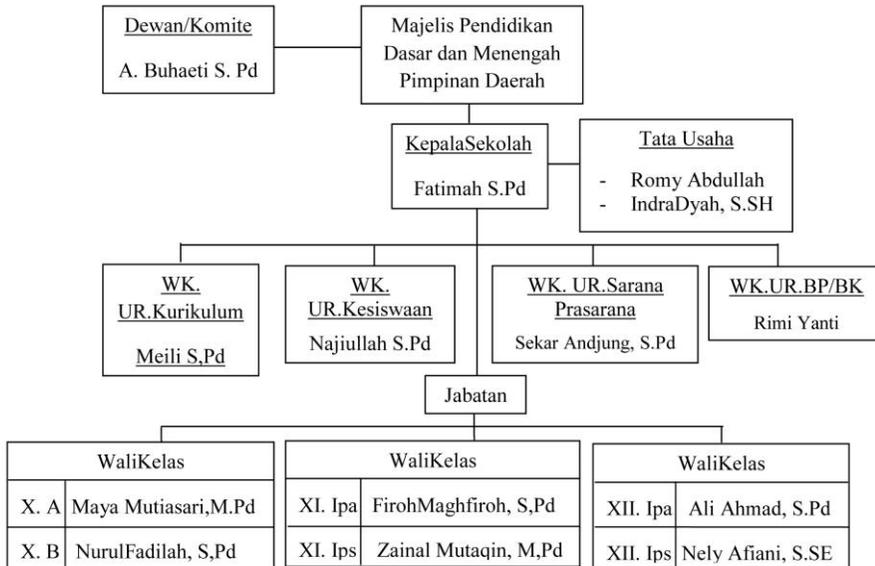 Dewan/Komite
A. Buhaeti S. Pd
Majelis Pendidikan
Dasar dan Menengah
Pimpinan Daerah
KepalaSekolah
Fatimah S.Pd
Tata Usaha
- Romy Abdullah
- IndraDyah, S.SH
WK.
UR.Kurikulum
Meili S,Pd
WK.
UR.Kesiswaan
Najiullah S.Pd
WK. UR.Sarana
Prasarana
Sekar Andjung, S.Pd
WK.UR.BP/BK
Rimi Yanti
Jabatan
WaliKelas
X. A Maya Mutiasari,M.Pd
X. B NurulFadilah, S,Pd
WaliKelas
XI. Ipa FirohMaghfiroh, S,Pd
XI. Ips Zainal Mutaqin, M,Pd
WaliKelas
XII. Ipa Ali Ahmad, S.Pd
XII. Ips Nely Afiani, S.SE